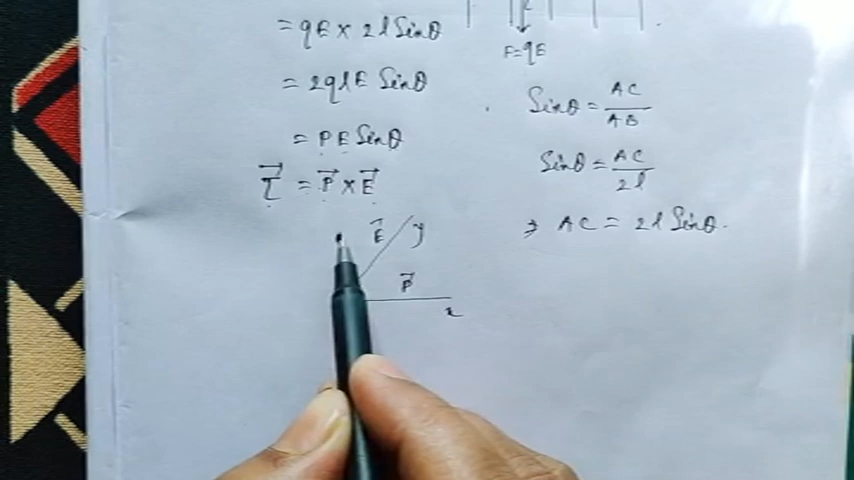 = qE × 2l Sinθ
= 2qlE Sinθ
= PE Sinθ
τ⃗ = P⃗ × E⃗
E⃗ y
P⃗
x
F=qE
Sinθ = AC/AB
Sinθ = AC/2l
⇒ AC = 2l Sinθ.